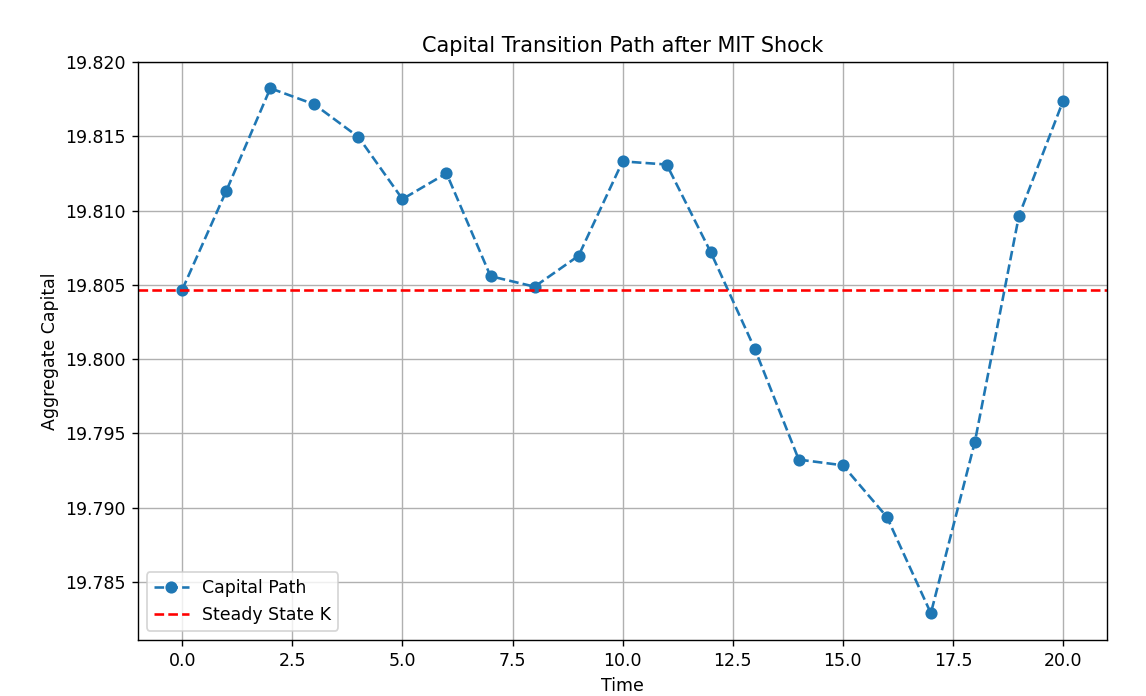 Capital Transition Path after MIT Shock
19.820
19.815
19.810
19.805
19.800
19.795
19.790
19.785
Aggregate Capital
Capital Path
Steady State K
0.0 2.5 5.0 7.5 10.0 12.5 15.0 17.5 20.0
Time